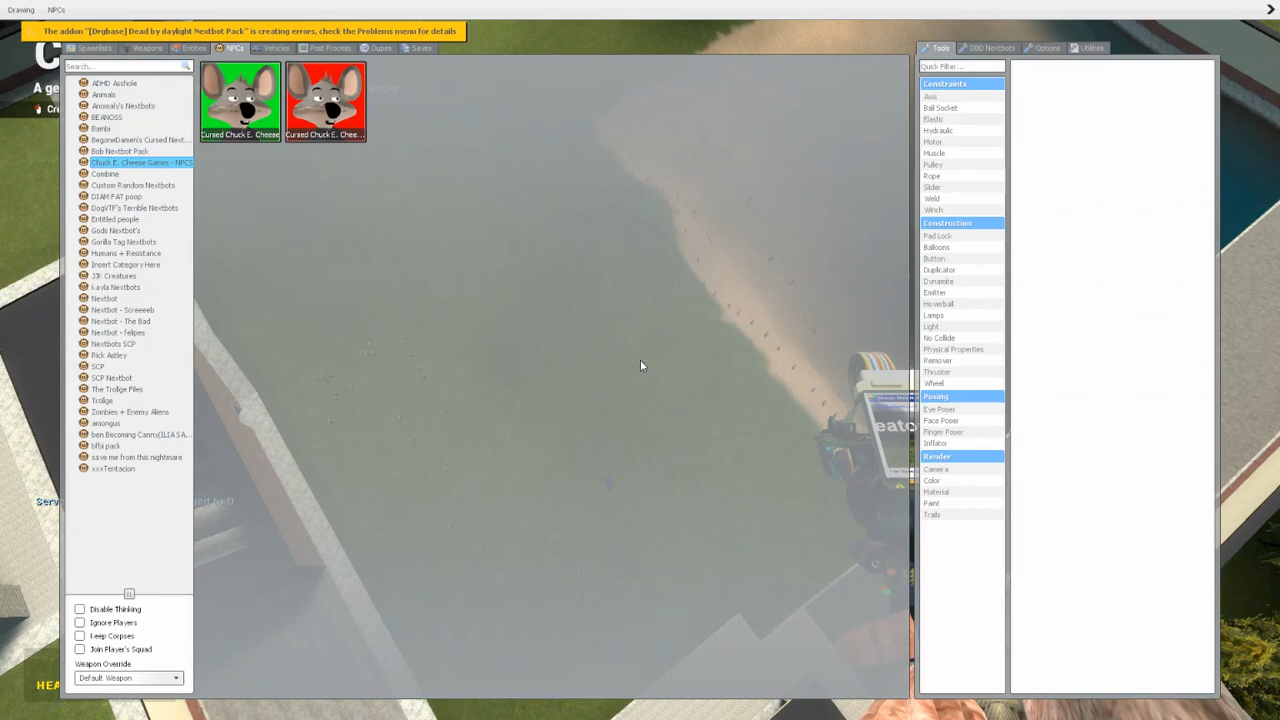 Drawing NPCs
The addon "[Drgbase] Dead by daylight Nextbot Pack" is creating errors, check the Problems menu for details
Spawnlists Weapons Entities NPCs Vehicles Post Process Dupes Saves
Search...
ADHD Asshole
Animals
Anomaly's Nextbots
BEANOSS
Bambi
BegoneDamen's Cursed Next...
Bob Nextbot Pack
Chuck E. Cheese Games - NPCS
Combine
Custom Random Nextbots
DIAM FAT poop
DogVTF's Terrible Nextbots
Entitled people
Gods Nextbot's
Gorilla Tag Nextbots
Humans + Resistance
Insert Category Here
JJK Creatures
Kayla Nextbots
Nextbot
Nextbot - Screeeeb
Nextbot - The Bad
Nextbot - felipes
Nextbots SCP
Rick Astley
SCP
SCP Nextbot
The Trollge Files
Trollge
Zombies + Enemy Aliens
amongus
ben Becoming Canny(ILIA SA...
bfbi pack
save me from this nightmare
xxxTentacion
Disable Thinking
Ignore Players
Keep Corpses
Join Player's Squad
Weapon Override
Default Weapon
Cursed Chuck E. Cheese
Cursed Chuck E. Chee...
Tools DBD Nextbots Options Utilities
Quick Filter...
Constraints
Axis
Ball Socket
Elastic
Hydraulic
Motor
Muscle
Pulley
Rope
Slider
Weld
Winch
Construction
Pad Lock
Balloons
Button
Duplicator
Dynamite
Emitter
Hoverball
Lamps
Light
No Collide
Physical Properties
Remover
Thruster
Wheel
Posing
Eye Poser
Face Poser
Finger Poser
Inflator
Render
Camera
Color
Material
Paint
Trails